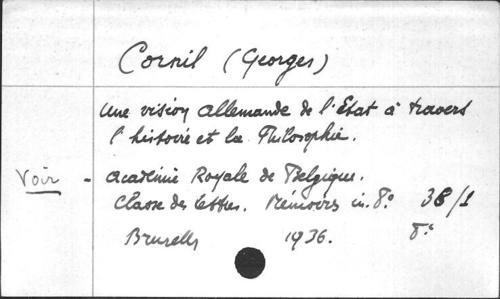 Cornil (Georges)
Une vision allemande de l'Etat à travers
l'histoire et la Philosophie.
Voir - Académie Royale de Belgique.
Classe des lettres. Mémoires in. 8° 38/1
Bruxelles 1936. 8°